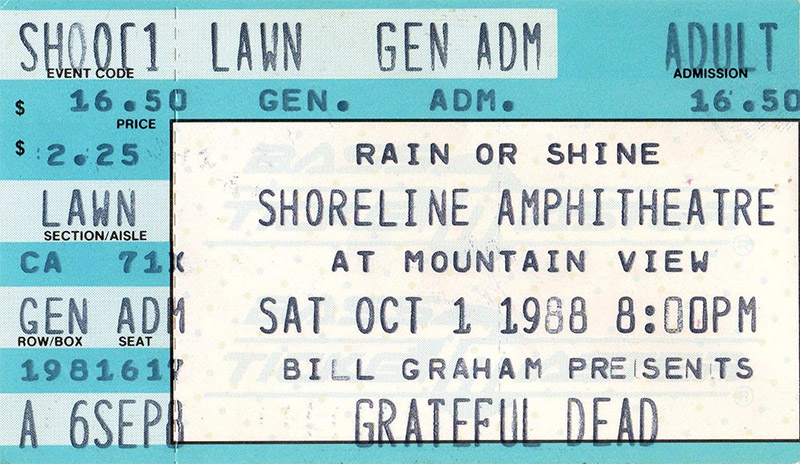 SHOOC1 LAWN GEN ADM ADULT
EVENT CODE ADMISSION
$ 16.50 GEN. ADM. 16.50
PRICE
$ 2.25 RAIN OR SHINE
LAWN SHORELINE AMPHITHEATRE
SECTION/AISLE
CA 71X AT MOUNTAIN VIEW
GEN ADM SAT OCT 1 1988 8:00PM
ROW/BOX SEAT
BILL GRAHAM PRESENTS
A 6SEP8 GRATEFUL DEAD